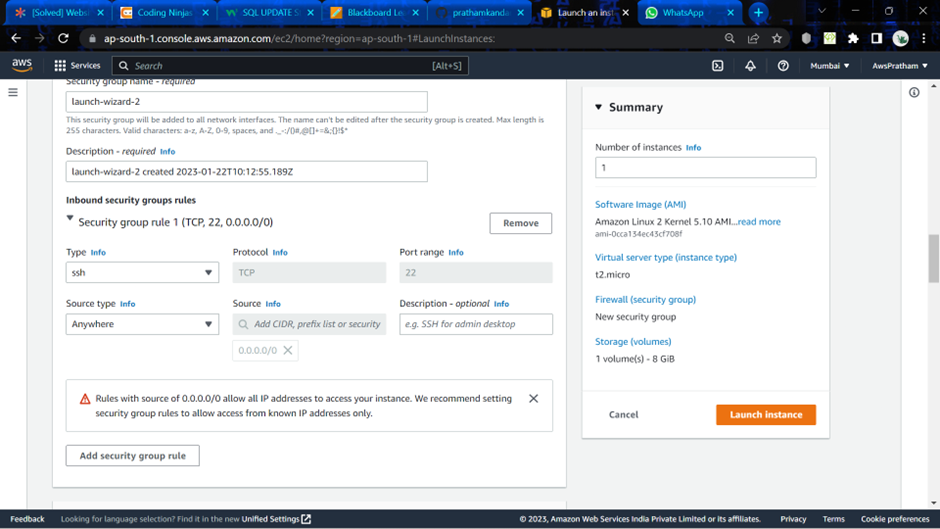 {Solved} Websi
Coding Ninjas
SQL UPDATE S
Blackboard Le
prathamkanda
Launch an inst
WhatsApp
ap-south-1.console.aws.amazon.com/ec2/home?region=ap-south-1#LaunchInstances:
aws
Services
Search
[Alt+S]
Mumbai
AwsPratham
Security group name - required
launch-wizard-2
This security group will be added to all network interfaces. The name can't be edited after the security group is created. Max length is
255 characters. Valid characters: a-z, A-Z, 0-9, spaces, and ._-:/()#,@[]+=&;{}!$*
Description - required Info
launch-wizard-2 created 2023-01-22T10:12:55.189Z
Inbound security groups rules
Security group rule 1 (TCP, 22, 0.0.0.0/0)
Remove
Type Info
Protocol Info
Port range Info
ssh
TCP
22
Source type Info
Source Info
Description - optional Info
Anywhere
Add CIDR, prefix list or security
e.g. SSH for admin desktop
0.0.0.0/0
Rules with source of 0.0.0.0/0 allow all IP addresses to access your instance. We recommend setting
security group rules to allow access from known IP addresses only.
Add security group rule
Summary
Number of instances Info
1
Software Image (AMI)
Amazon Linux 2 Kernel 5.10 AMI...read more
ami-0cca134ec43cf708f
Virtual server type (instance type)
t2.micro
Firewall (security group)
New security group
Storage (volumes)
1 volume(s) - 8 GiB
Cancel
Launch instance
Feedback
Looking for language selection? Find it in the new Unified Settings
© 2023, Amazon Web Services India Private Limited or its affiliates.
Privacy
Terms
Cookie preferences